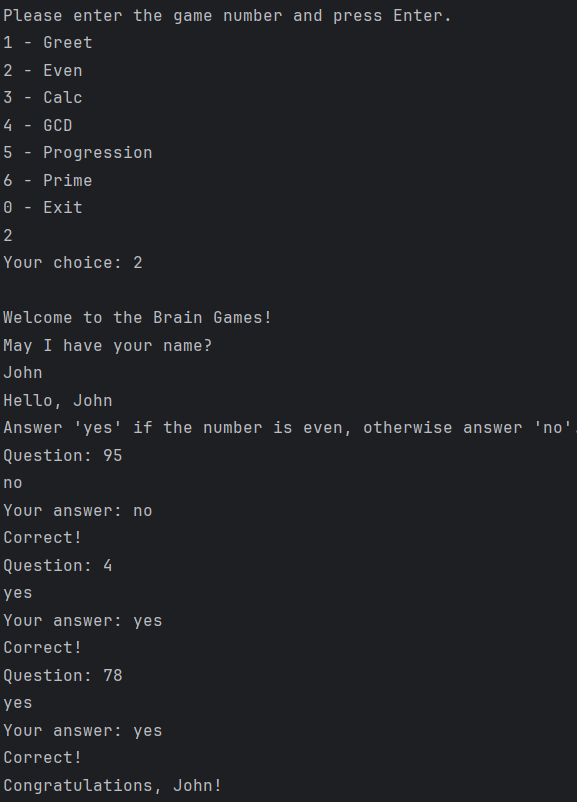 Please enter the game number and press Enter.
1 - Greet
2 - Even
3 - Calc
4 - GCD
5 - Progression
6 - Prime
0 - Exit
2
Your choice: 2
Welcome to the Brain Games!
May I have your name?
John
Hello, John
Answer 'yes' if the number is even, otherwise answer 'no'.
Question: 95
no
Your answer: no
Correct!
Question: 4
yes
Your answer: yes
Correct!
Question: 78
yes
Your answer: yes
Correct!
Congratulations, John!